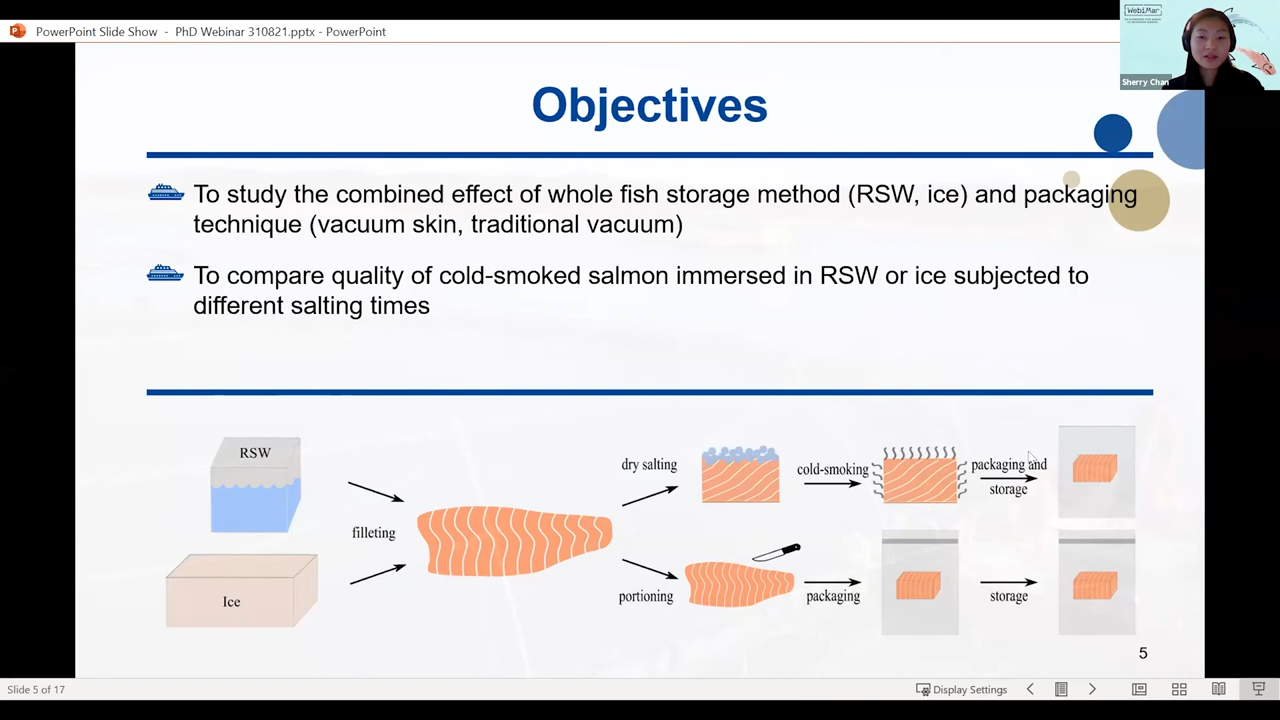 PowerPoint Slide Show - PhD Webinar 310821.pptx - PowerPoint
WebiMar
Sherry Chan
Objectives
To study the combined effect of whole fish storage method (RSW, ice) and packaging
technique (vacuum skin, traditional vacuum)
To compare quality of cold-smoked salmon immersed in RSW or ice subjected to
different salting times
RSW
Ice
filleting
dry salting
cold-smoking
packaging and
storage
portioning
packaging
storage
5
Slide 5 of 17
Display Settings